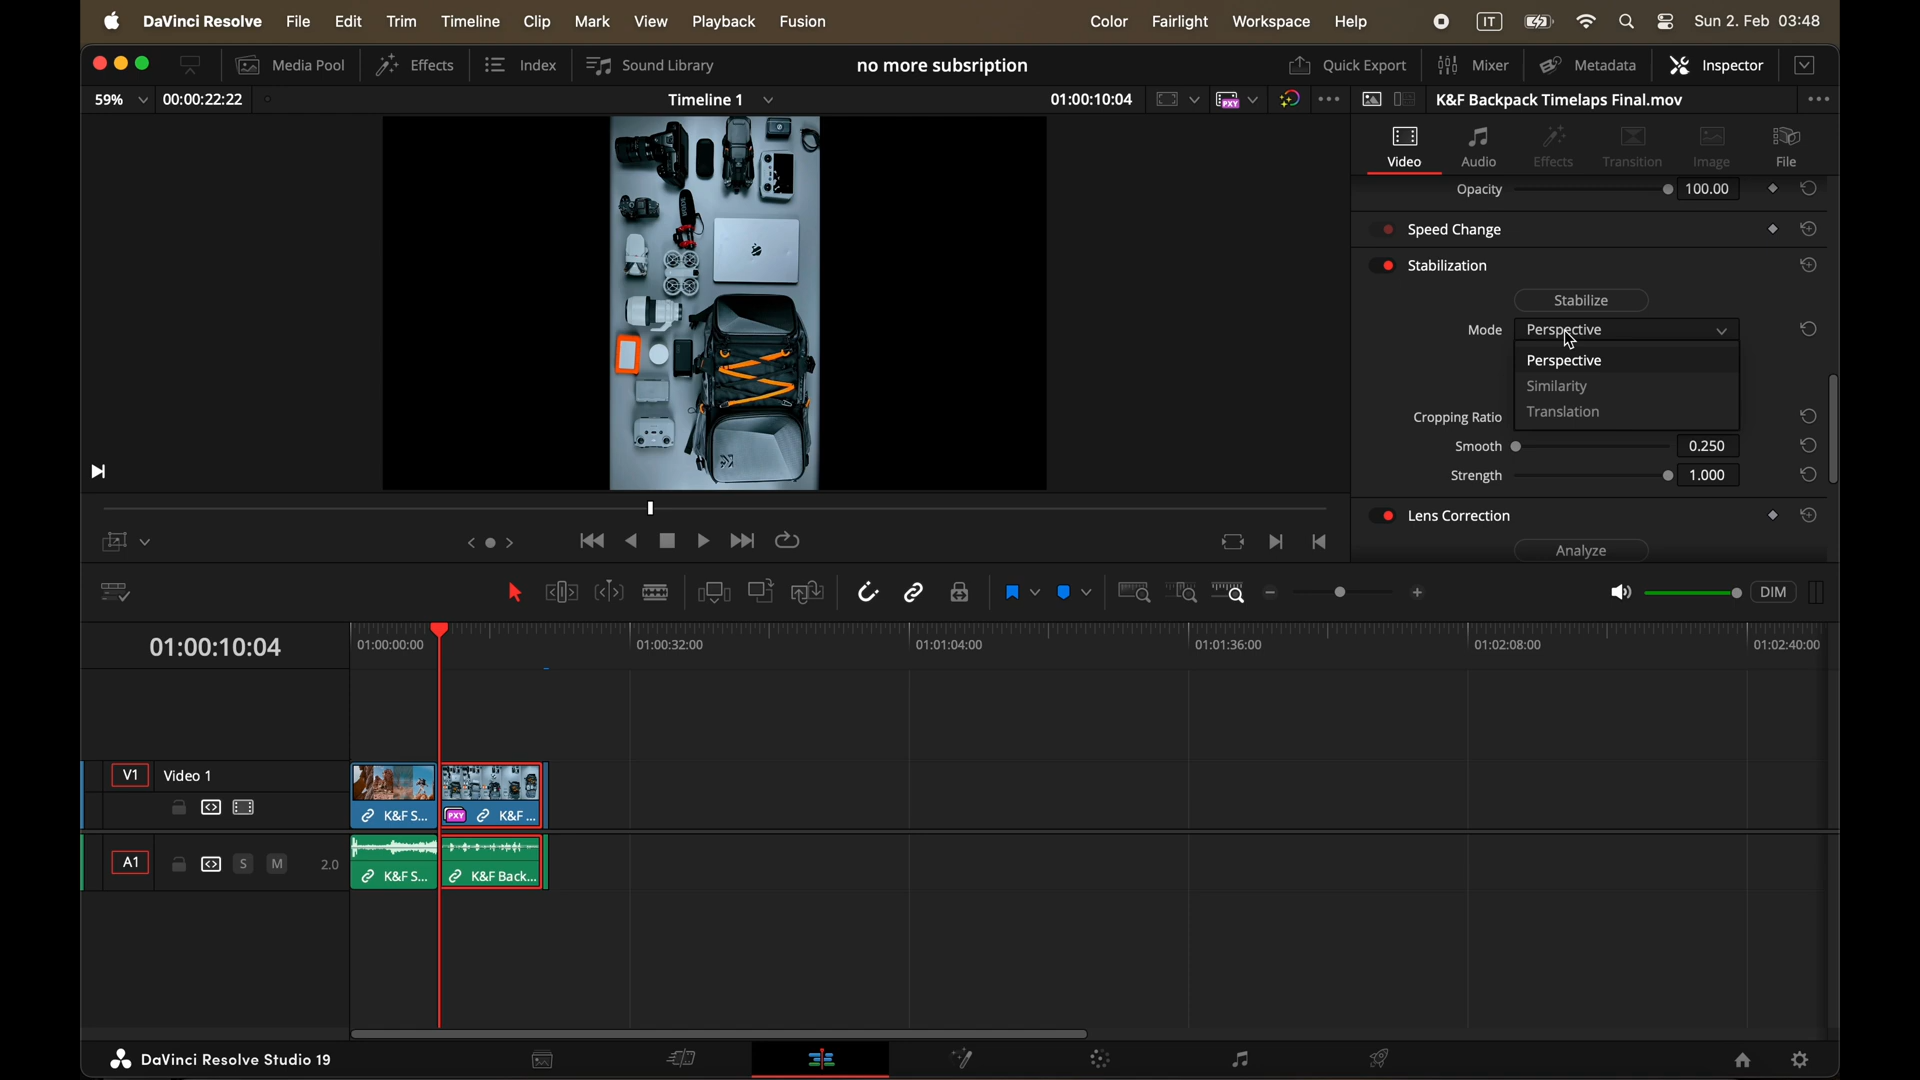 DaVinci Resolve File Edit Trim Timeline Clip Mark View Playback Fusion Color Fairlight Workspace Help IT Sun 2. Feb 03:48
Media Pool Effects Index Sound Library no more subsription Quick Export Mixer Metadata Inspector
59% 00:00:22:22 Timeline 1 01:00:10:04 PXY K&F Backpack Timelaps Final.mov
Video Audio Effects Transition Image File
Opacity 100.00
Speed Change
Stabilization
Stabilize
Mode Perspective
Perspective
Similarity
Translation
Cropping Ratio
Smooth 0.250
Strength 1.000
Lens Correction
Analyze
DIM
01:00:10:04 01:00:00:00 01:00:32:00 01:01:04:00 01:01:36:00 01:02:08:00 01:02:40:00
V1 Video 1
K&F S... PXY K&F ...
A1 S M 2.0
K&F S... K&F Back...
DaVinci Resolve Studio 19